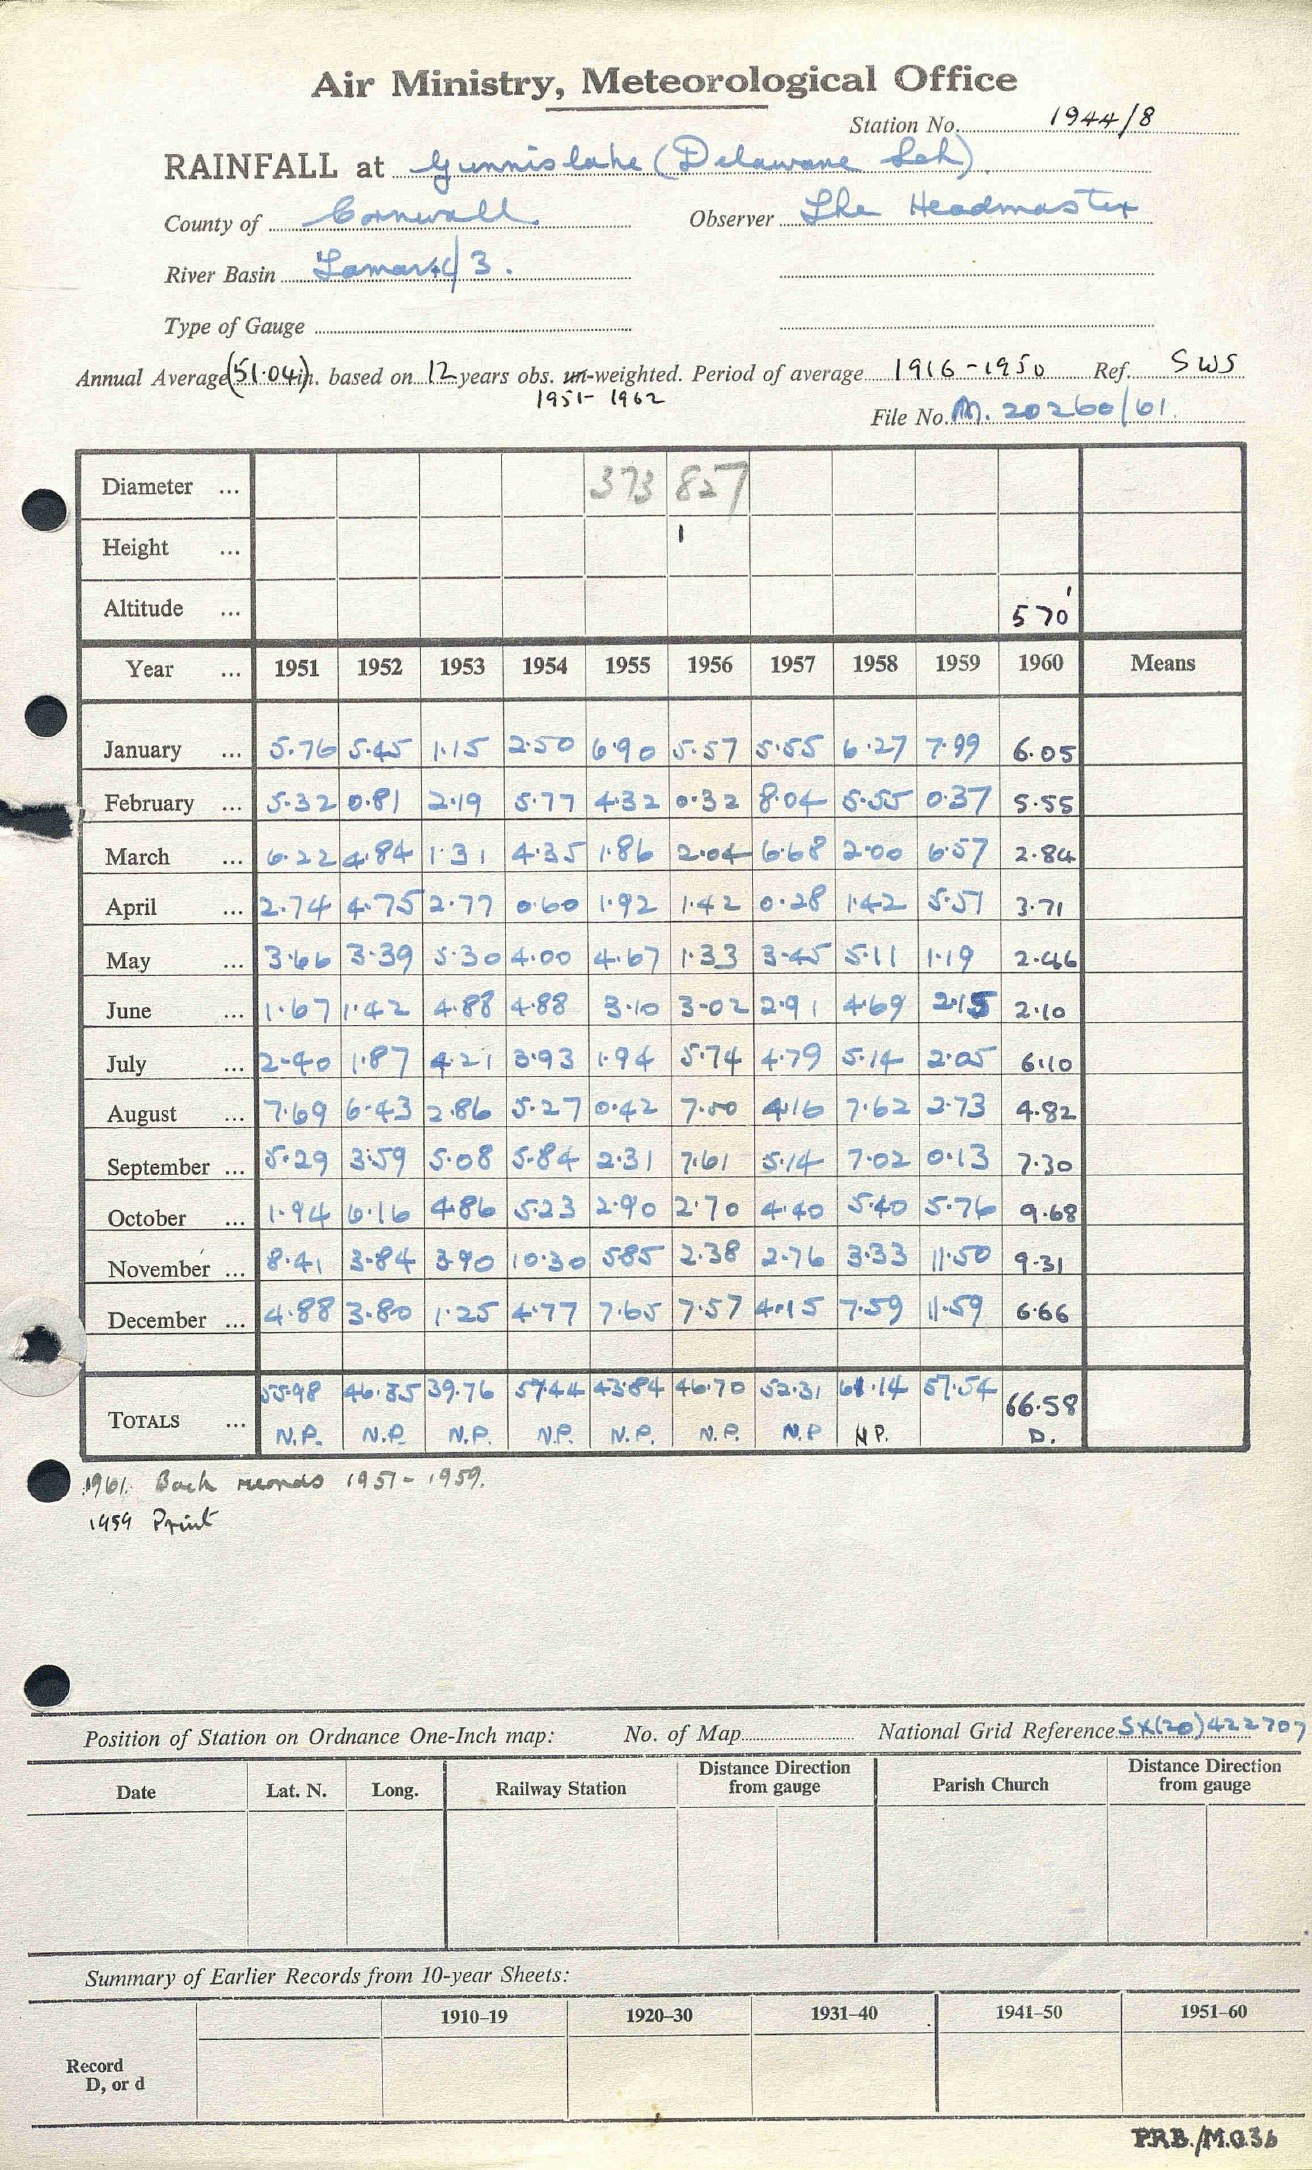 Air Ministry, Meteorological Office
Station No. 1944/8
RAINFALL at Gunnislake (Delaware Sch).
County of Cornwall. Observer The Headmaster
River Basin Tamar 3.
Type of Gauge
Annual Average (51.04) in. based on 12 years obs. un-weighted. Period of average 1916-1950 Ref. SWS
1951-1962
File No. M. 20260/61.
Diameter ... 373 827
Height ... 1
Altitude ... 570'
Year ... 1951 1952 1953 1954 1955 1956 1957 1958 1959 1960 Means
January ... 5.76 5.45 1.15 2.50 6.90 5.57 5.55 6.27 7.99 6.05
February ... 5.32 0.81 2.19 5.77 4.32 0.32 8.04 5.55 0.37 5.55
March ... 6.22 4.84 1.31 4.35 1.86 2.04 6.68 2.00 6.57 2.84
April ... 2.74 4.75 2.77 0.60 1.92 1.42 0.28 1.42 5.51 3.71
May ... 3.66 3.39 5.30 4.00 4.67 1.33 3.45 5.11 1.19 2.46
June ... 1.67 1.42 4.88 4.88 3.10 3.02 2.91 4.69 2.15 2.10
July ... 2.40 1.87 4.21 3.93 1.94 5.74 4.79 5.14 2.05 6.10
August ... 7.69 6.43 2.86 5.27 0.42 7.00 4.16 7.62 2.73 4.82
September ... 5.29 3.59 5.08 5.84 2.31 7.61 5.14 7.02 0.13 7.30
October ... 1.94 6.16 4.86 5.23 2.90 2.70 4.40 5.40 5.76 9.68
November ... 8.41 3.84 3.90 10.30 5.85 2.38 2.76 3.33 11.50 9.31
December ... 4.88 3.80 1.25 4.77 7.65 7.57 4.15 7.59 11.59 6.66
TOTALS ... 55.98 46.35 39.76 57.44 43.84 46.70 52.31 61.14 57.54 66.58
N.P. N.P. N.P. N.P. N.P. N.P. N.P N.P. D.
1961. Back records 1951-1959.
1959 Print
Position of Station on Ordnance One-Inch map: No. of Map National Grid Reference SX(20)422707
Date Lat. N. Long. Railway Station Distance Direction from gauge Parish Church Distance Direction from gauge
Summary of Earlier Records from 10-year Sheets:
1910–19 1920–30 1931–40 1941–50 1951–60
Record
D, or d
P.R.B./M.O.36